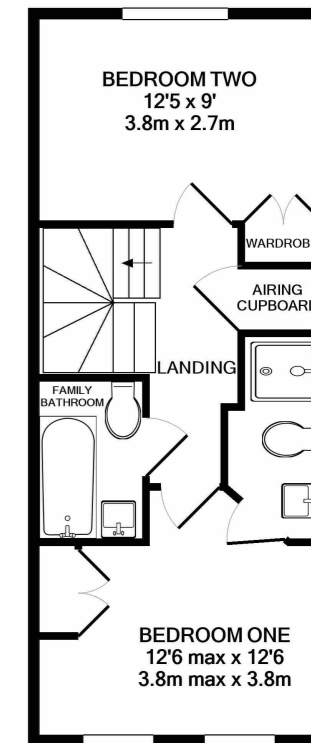 BEDROOM TWO
12'5 x 9'
3.8m x 2.7m
WARDROB
AIRING
CUPBOARD
LANDING
FAMILY
BATHROOM
BEDROOM ONE
12'6 max x 12'6
3.8m max x 3.8m